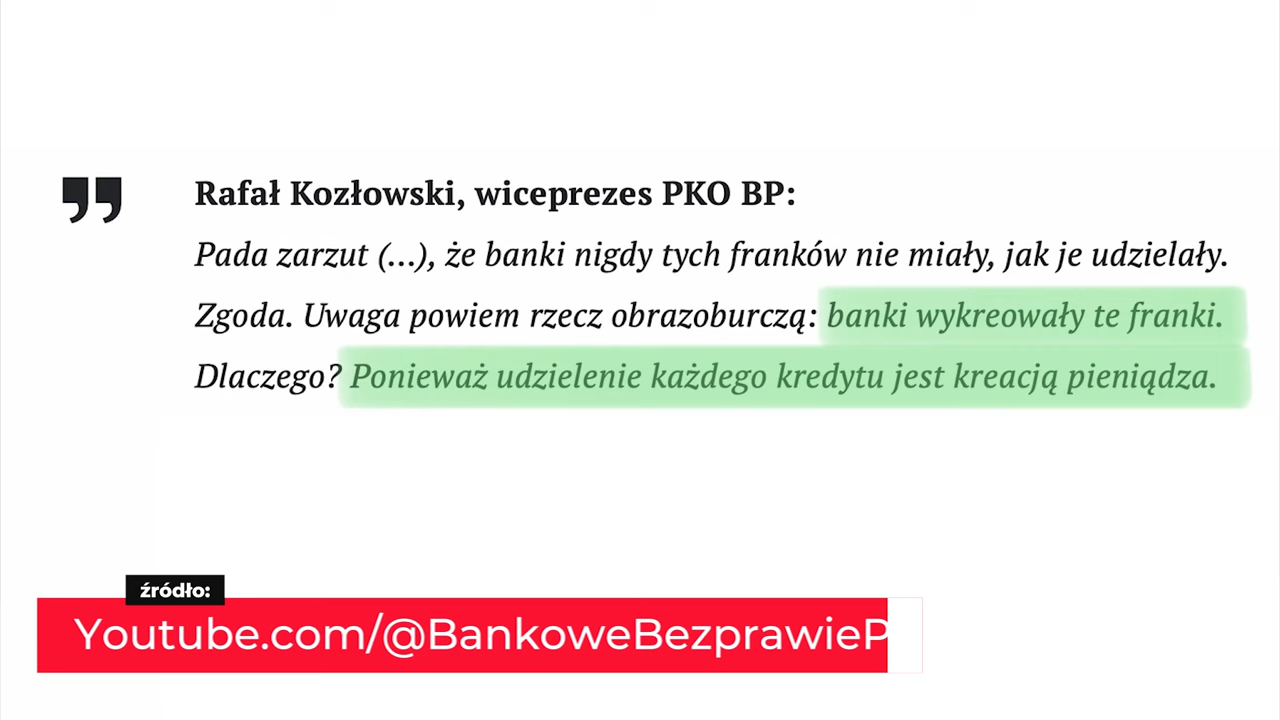 Rafał Kozłowski, wiceprezes PKO BP:
Pada zarzut (...), że banki nigdy tych franków nie miały, jak je udzielały.
Zgoda. Uwaga powiem rzecz obrazoburczą: banki wykreowały te franki.
Dlaczego? Ponieważ udzielenie każdego kredytu jest kreacją pieniądza.
źródło:
Youtube.com/@BankoweBezprawieP